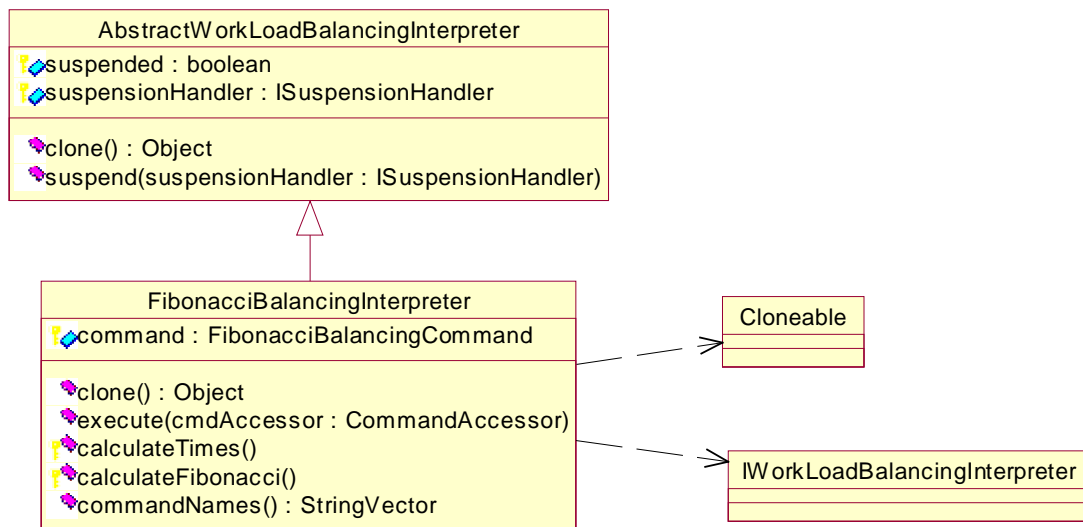 AbstractWorkLoadBalancingInterpreter
suspended : boolean
suspensionHandler : ISuspensionHandler
clone() : Object
suspend(suspensionHandler : ISuspensionHandler)
FibonacciBalancingInterpreter
command : FibonacciBalancingCommand
clone() : Object
execute(cmdAccessor : CommandAccessor)
calculateTimes()
calculateFibonacci()
commandNames() : StringVector
Cloneable
IWorkLoadBalancingInterpreter